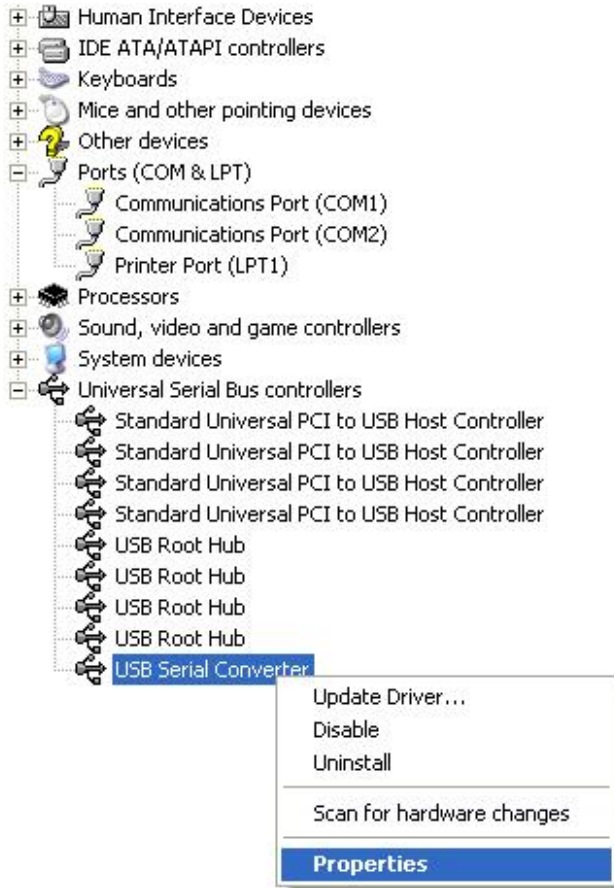 Human Interface Devices
IDE ATA/ATAPI controllers
Keyboards
Mice and other pointing devices
Other devices
Ports (COM & LPT)
Communications Port (COM1)
Communications Port (COM2)
Printer Port (LPT1)
Processors
Sound, video and game controllers
System devices
Universal Serial Bus controllers
Standard Universal PCI to USB Host Controller
Standard Universal PCI to USB Host Controller
Standard Universal PCI to USB Host Controller
Standard Universal PCI to USB Host Controller
USB Root Hub
USB Root Hub
USB Root Hub
USB Root Hub
USB Serial Converter
Update Driver...
Disable
Uninstall
Scan for hardware changes
Properties